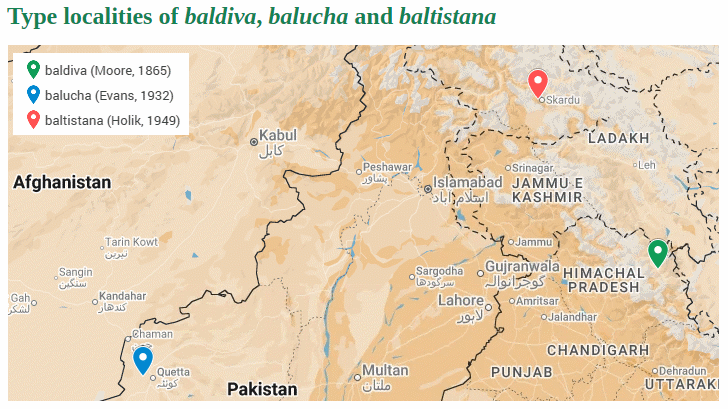 Type localities of baldiva, balucha and baltistana
baldiva (Moore, 1865)
balucha (Evans, 1932)
baltistana (Holik, 1949)
Skardu
Kabul
کابل
LADAKH
Peshawar
پشاور
Srinagar
Leh
Afghanistan
Islamabad
اسلام آباد
JAMMU E
KASHMIR
Tarin Kowt
Jammu
Gujranwala
گوجرانوالہ
Sangin
سنگین
Sargodha
سرگودھا
HIMACHAL
PRADESH
Gah
لشکر
Kandahar
کندهار
Lahore
لاہور
Amritsar
Jalandhar
Chaman
CHANDIGARH
Quetta
کوئٹہ
Multan
ملتان
PUNJAB
Dehradun
Pakistan
UTTARAK